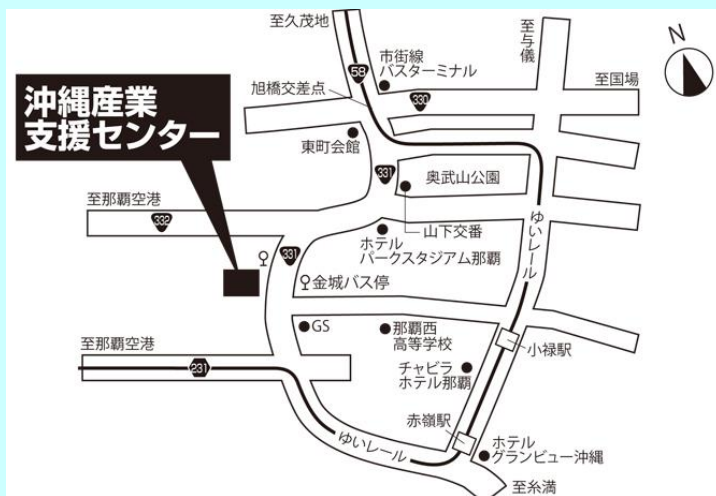 至久茂地
至与儀
N
58
市街線
バスターミナル
至国場
旭橋交差点
330
沖縄産業
支援センター
東町会館
331
奥武山公園
至那覇空港
332
山下交番
ゆいレール
331
ホテル
パークスタジアム那覇
金城バス停
GS
那覇西
高等学校
小禄駅
至那覇空港
231
チャビラ
ホテル那覇
赤嶺駅
ゆいレール
ホテル
グランビュー沖縄
至糸満